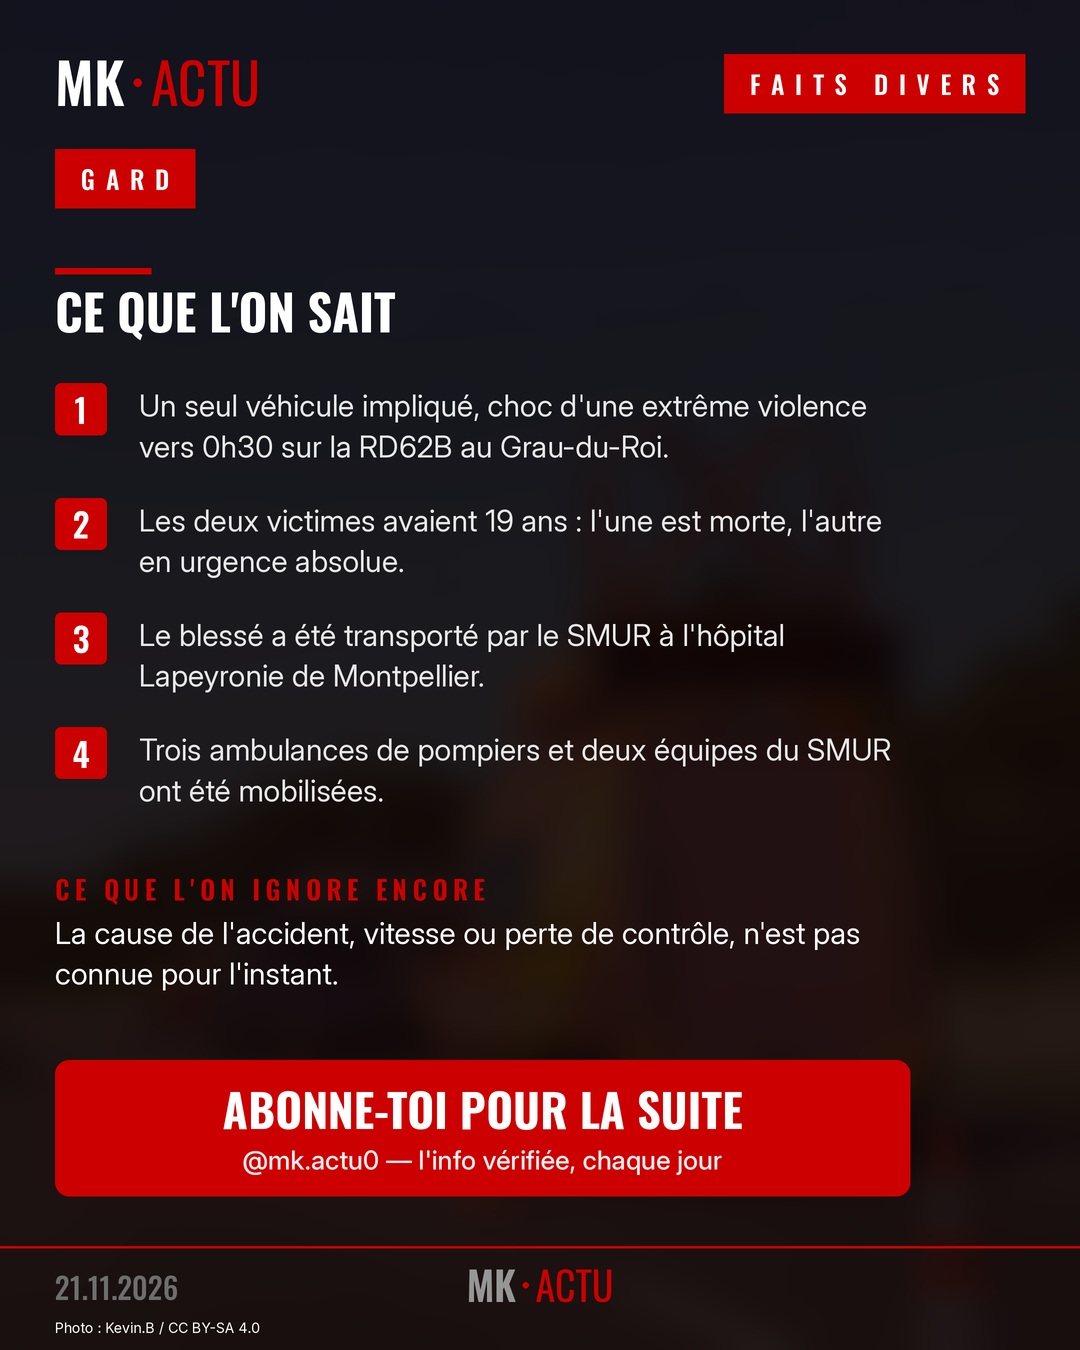 MK·ACTU
FAITS DIVERS
GARD
CE QUE L'ON SAIT
1
Un seul véhicule impliqué, choc d'une extrême violence
vers 0h30 sur la RD62B au Grau-du-Roi.
2
Les deux victimes avaient 19 ans : l'une est morte, l'autre
en urgence absolue.
3
Le blessé a été transporté par le SMUR à l'hôpital
Lapeyronie de Montpellier.
4
Trois ambulances de pompiers et deux équipes du SMUR
ont été mobilisées.
CE QUE L'ON IGNORE ENCORE
La cause de l'accident, vitesse ou perte de contrôle, n'est pas
connue pour l'instant.
ABONNE-TOI POUR LA SUITE
@mk.actu0 — l'info vérifiée, chaque jour
21.11.2026
MK·ACTU
Photo : Kevin.B / CC BY-SA 4.0